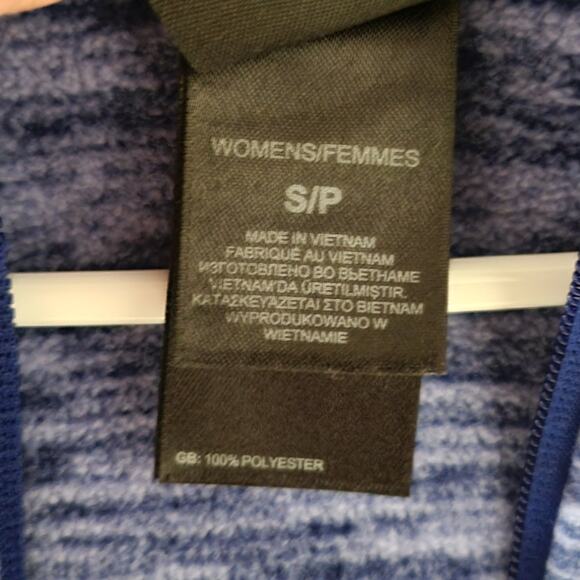 WOMENS/FEMMES
S/P
MADE IN VIETNAM
FABRIQUÉ AU VIETNAM
ИЗГОТОВЛЕНО ВО ВЬЕТНАМЕ
VIETNAM'DA ÜRETILMIŞTIR.
ΚΑΤΑΣΚΕΥΑΖΕΤΑΙ ΣΤΟ ΒΙΕΤΝΑΜ
WYPRODUKOWANO W
WIETNAMIE
GB: 100% POLYESTER